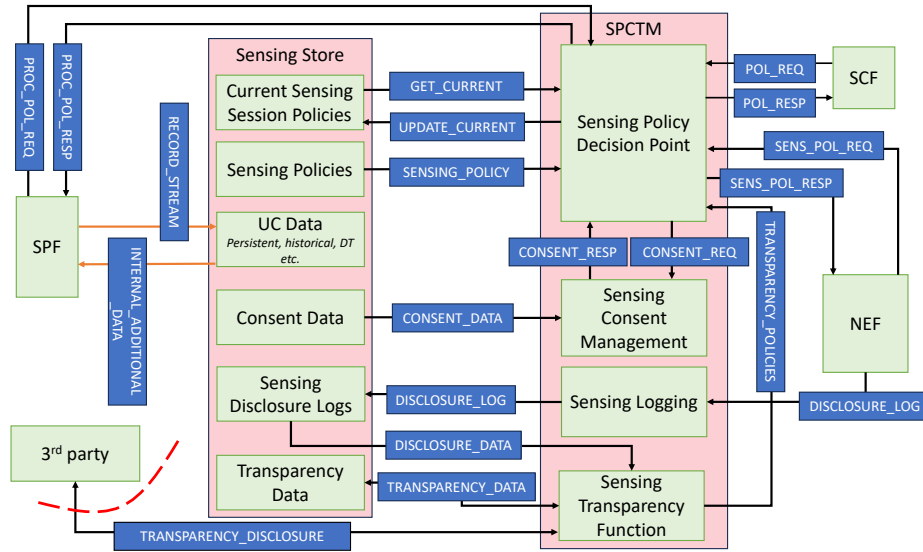 SPCTM
Sensing Store
PROC_POL_REQ
PROC_POL_RESP
RECORD_STREAM
Current Sensing
Session Policies
GET_CURRENT
UPDATE_CURRENT
Sensing Policy
Decision Point
POL_REQ
POL_RESP
SCF
Sensing Policies
SENSING_POLICY
SENS_POL_REQ
SENS_POL_RESP
SPF
UC Data
Persistent, historical, DT
etc.
CONSENT_RESP
CONSENT_REQ
TRANSPARENCY_POLICIES
INTERNAL_ADDITIONAL
_DATA
Consent Data
CONSENT_DATA
Sensing
Consent
Management
NEF
Sensing
Disclosure Logs
DISCLOSURE_LOG
Sensing Logging
DISCLOSURE_LOG
DISCLOSURE_DATA
3rd party
Transparency
Data
TRANSPARENCY_DATA
Sensing
Transparency
Function
TRANSPARENCY_DISCLOSURE